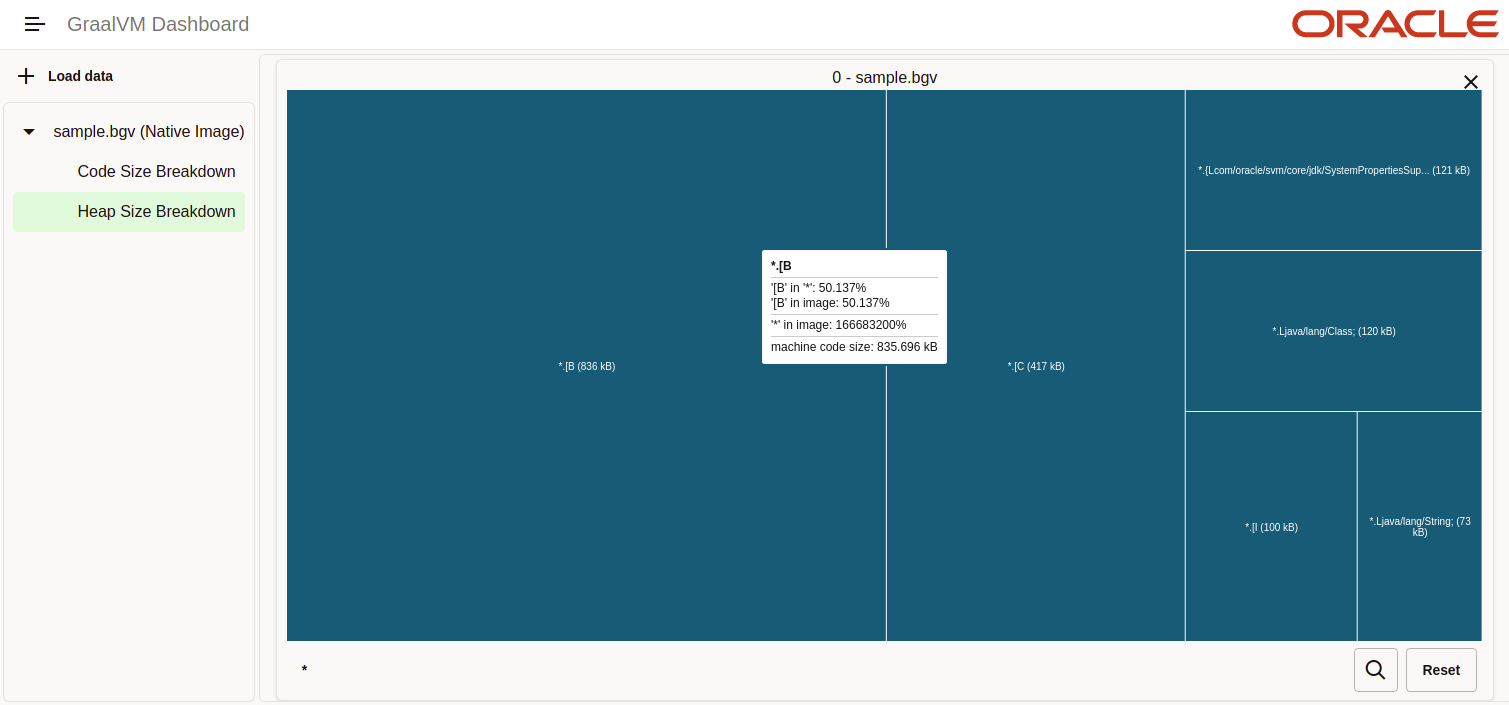 GraalVM Dashboard
ORACLE
Load data
sample.bgv (Native Image)
Code Size Breakdown
Heap Size Breakdown
0 - sample.bgv
*.{Lcom/oracle/svm/core/jdk/SystemPropertiesSup... (121 kB)
*.[B
'[B' in '*': 50.137%
'[B' in image: 50.137%
'*' in image: 166683200%
machine code size: 835.696 kB
*.Ljava/lang/Class; (120 kB)
*.[B (836 kB)
*.[C (417 kB)
*.[I (100 kB)
*.Ljava/lang/String; (73
kB)
*
Reset